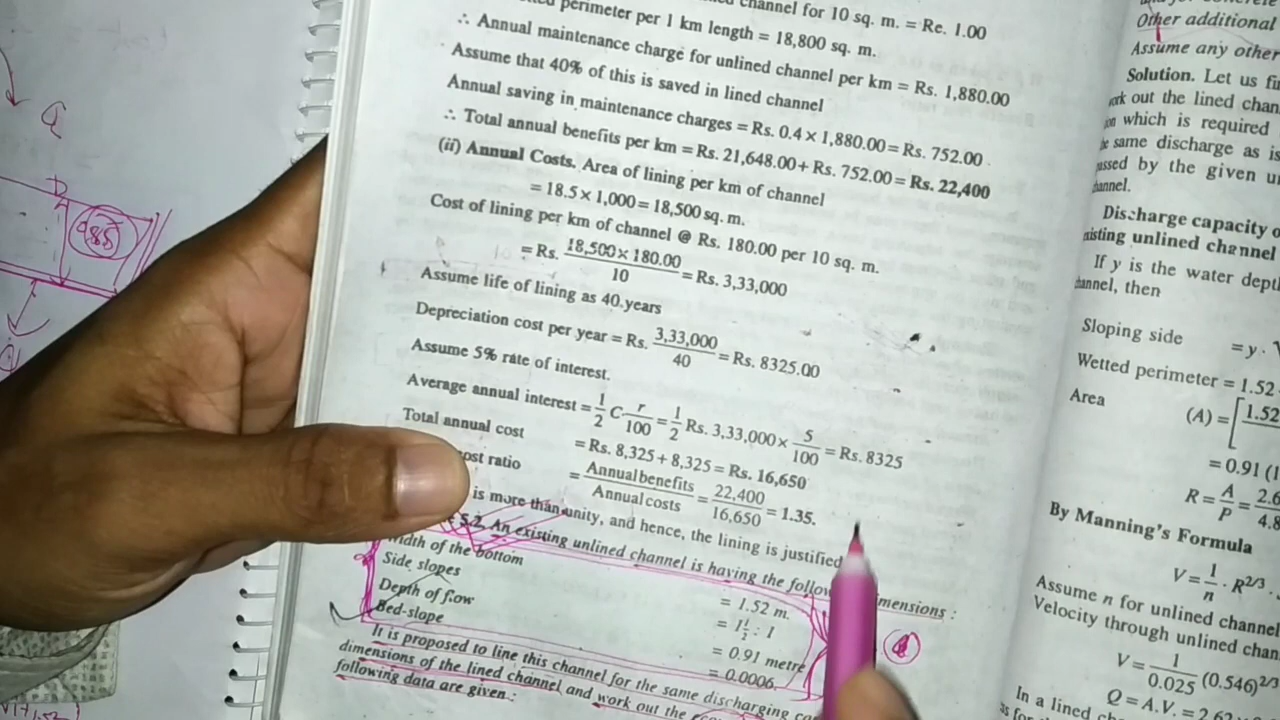 channel for 10 sq. m. = Re. 1.00
perimeter per 1 km length = 18,800 sq. m.
∴ Annual maintenance charge for unlined channel per km = Rs. 1,880.00
Assume that 40% of this is saved in lined channel
Annual saving in maintenance charges = Rs. 0.4 × 1,880.00 = Rs. 752.00
∴ Total annual benefits per km = Rs. 21,648.00 + Rs. 752.00 = Rs. 22,400
(ii) Annual Costs. Area of lining per km of channel
= 18.5 × 1,000 = 18,500 sq. m.
Cost of lining per km of channel @ Rs. 180.00 per 10 sq. m.
= Rs. 18,500 × 180.00 / 10 = Rs. 3,33,000
Assume life of lining as 40 years
Depreciation cost per year = Rs. 3,33,000 / 40 = Rs. 8325.00
Assume 5% rate of interest.
Average annual interest = 1/2 C r/100 = 1/2 Rs. 3,33,000 × 5/100 = Rs. 8325
Total annual cost = Rs. 8,325 + 8,325 = Rs. 16,650
cost ratio = Annual benefits / Annual costs = 22,400 / 16,650 = 1.35.
is more than unity, and hence, the lining is justified
5.2. An existing unlined channel is having the dimensions :
Width of the bottom = 1.52 m.
Side slopes = 1 1/2 : 1
Depth of flow = 0.91 metre
Bed-slope = 0.0006.
It is proposed to line this channel for the same discharging
dimensions of the lined channel and work out the
following data are given :
Other additional
Assume any other
Solution. Let us
work out the lined
which is required
same discharge as is
by the given
channel.
Discharge capacity
existing unlined channel
If y is the water
channel, then
Sloping side = y .
Wetted perimeter = 1.52
Area (A) = [1.52
= 0.91 (1
R = A/P = 2.6 / 4.8
By Manning's Formula
V = 1/n . R^2/3 .
Assume n for unlined channel
Velocity through unlined
V = 1/0.025 (0.546)^2/3
Q = A.V. = 2.62
In a lined
85